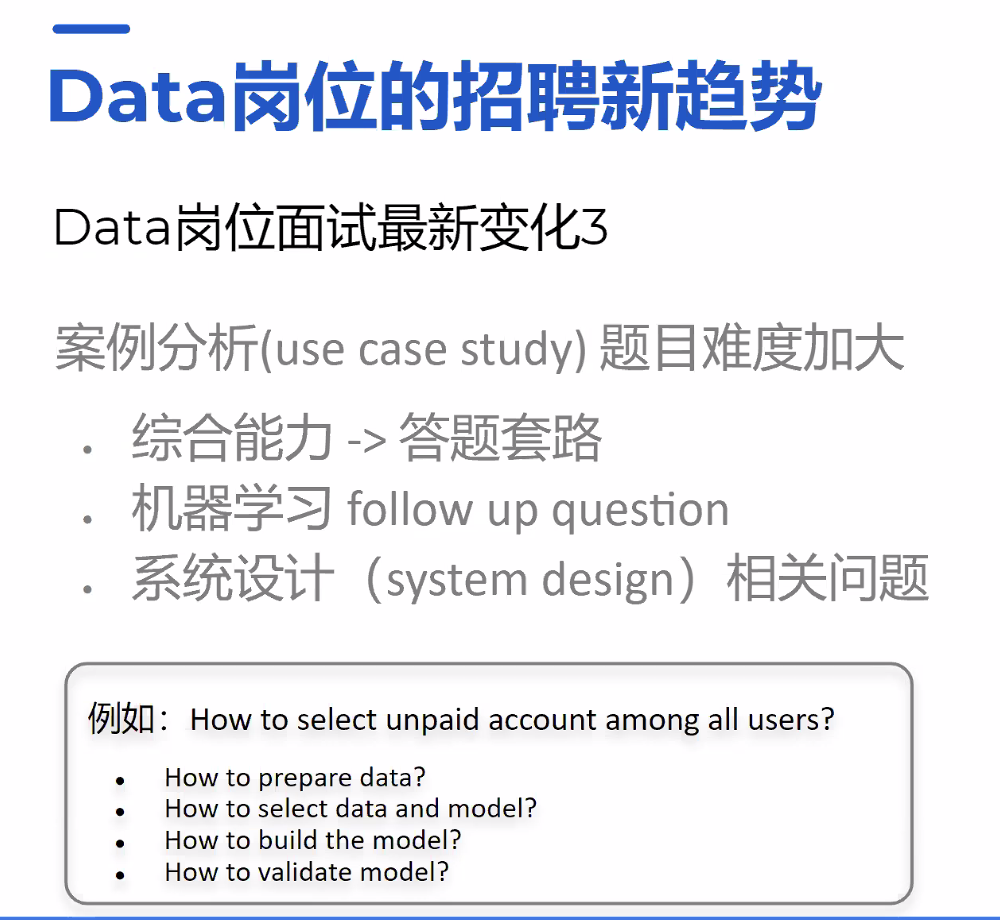 Data岗位的招聘新趋势
Data岗位面试最新变化3
案例分析(use case study) 题目难度加大
• 综合能力 -> 答题套路
• 机器学习 follow up question
• 系统设计（system design）相关问题
例如：How to select unpaid account among all users?
• How to prepare data?
• How to select data and model?
• How to build the model?
• How to validate model?